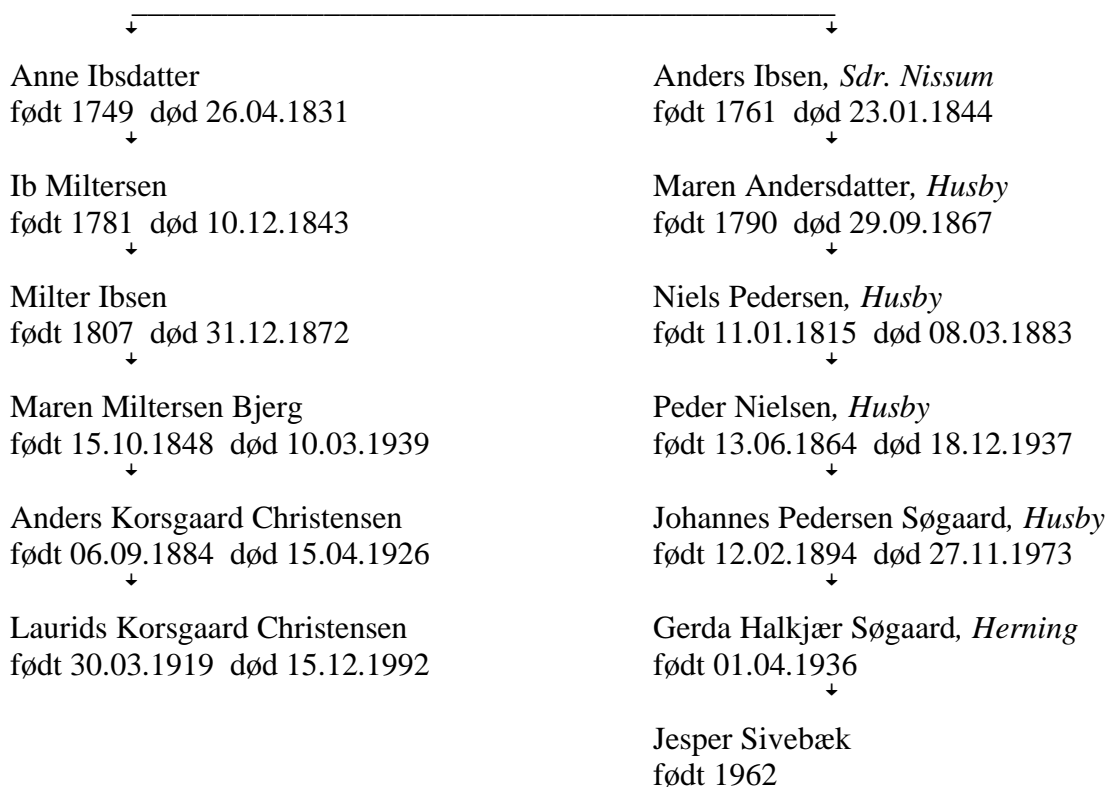 Anne Ibsdatter
født 1749 død 26.04.1831
Ib Miltersen
født 1781 død 10.12.1843
Milter Ibsen
født 1807 død 31.12.1872
Maren Miltersen Bjerg
født 15.10.1848 død 10.03.1939
Anders Korsgaard Christensen
født 06.09.1884 død 15.04.1926
Laurids Korsgaard Christensen
født 30.03.1919 død 15.12.1992
Anders Ibsen, Sdr. Nissum
født 1761 død 23.01.1844
Maren Andersdatter, Husby
født 1790 død 29.09.1867
Niels Pedersen, Husby
født 11.01.1815 død 08.03.1883
Peder Nielsen, Husby
født 13.06.1864 død 18.12.1937
Johannes Pedersen Søgaard, Husby
født 12.02.1894 død 27.11.1973
Gerda Halkjær Søgaard, Herning
født 01.04.1936
Jesper Sivebæk
født 1962